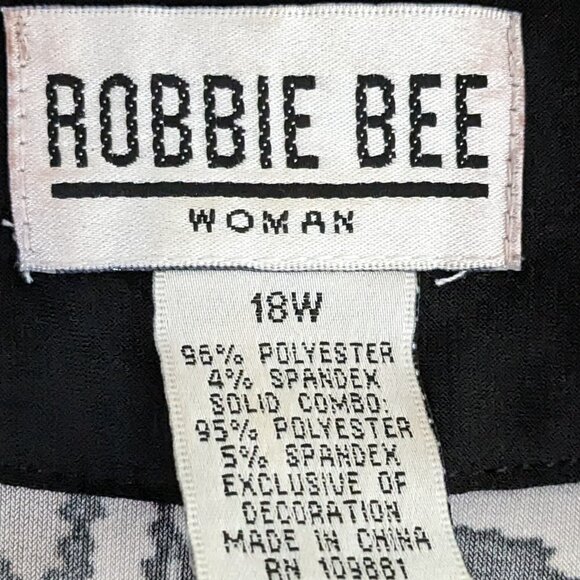 ROBBIE BEE
WOMAN
18W
96% POLYESTER
4% SPANDEX
SOLID COMBO:
95% POLYESTER
5% SPANDEX
EXCLUSIVE OF
DECORATION
MADE IN CHINA
RN 109881